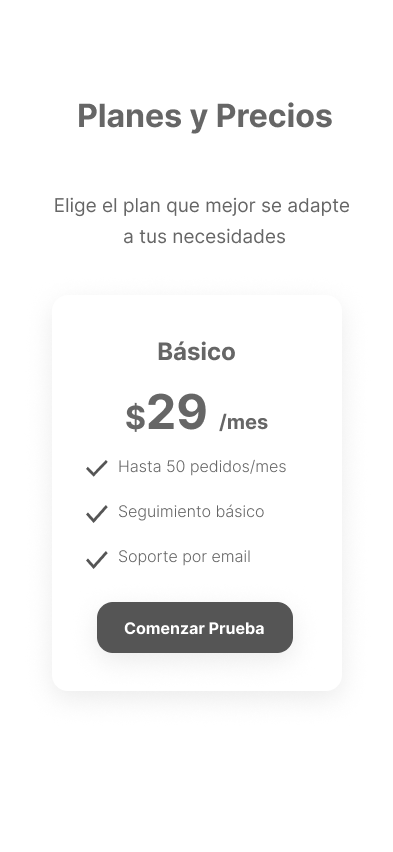 Planes y Precios
Elige el plan que mejor se adapte
a tus necesidades
Básico
$29 /mes
Hasta 50 pedidos/mes
Seguimiento básico
Soporte por email
Comenzar Prueba